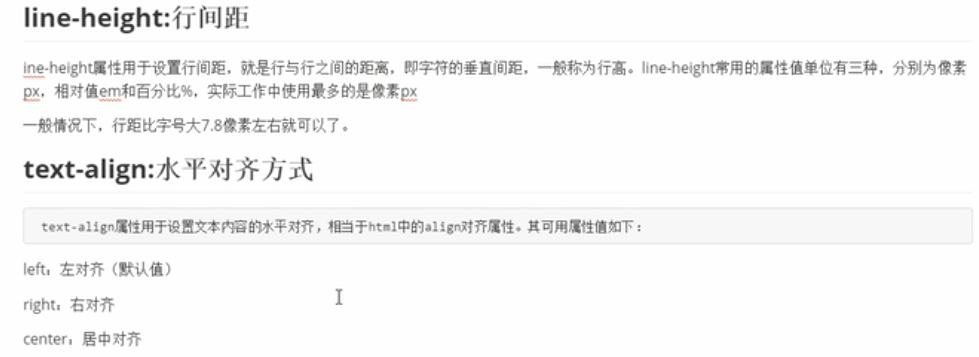 line-height:行间距
ine-height属性用于设置行间距，就是行与行之间的距离，即字符的垂直间距，一般称为行高。line-height常用的属性值单位有三种，分别为像素
px，相对值em和百分比%，实际工作中使用最多的是像素px
一般情况下，行距比字号大7.8像素左右就可以了。
text-align:水平对齐方式
text-align属性用于设置文本内容的水平对齐，相当于html中的align对齐属性。其可用属性值如下：
left：左对齐（默认值）
right：右对齐
center：居中对齐